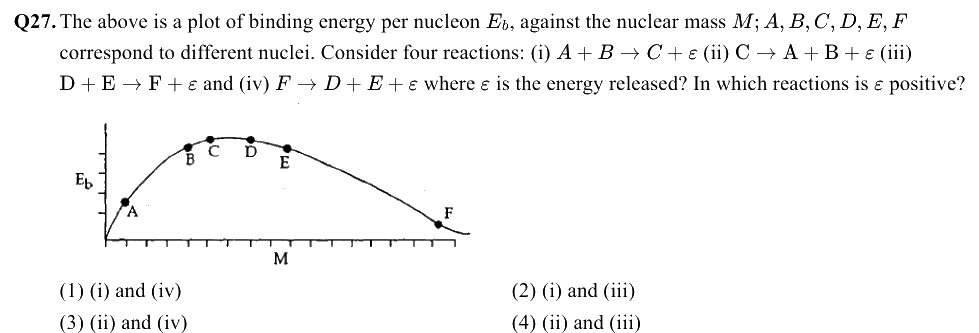 Q27. The above is a plot of binding energy per nucleon E_b, against the nuclear mass M; A, B, C, D, E, F
correspond to different nuclei. Consider four reactions: (i) A + B → C + ε (ii) C → A + B + ε (iii)
D + E → F + ε and (iv) F → D + E + ε where ε is the energy released? In which reactions is ε positive?
E_b
A
B
C
D
E
F
M
(1) (i) and (iv)
(2) (i) and (iii)
(3) (ii) and (iv)
(4) (ii) and (iii)